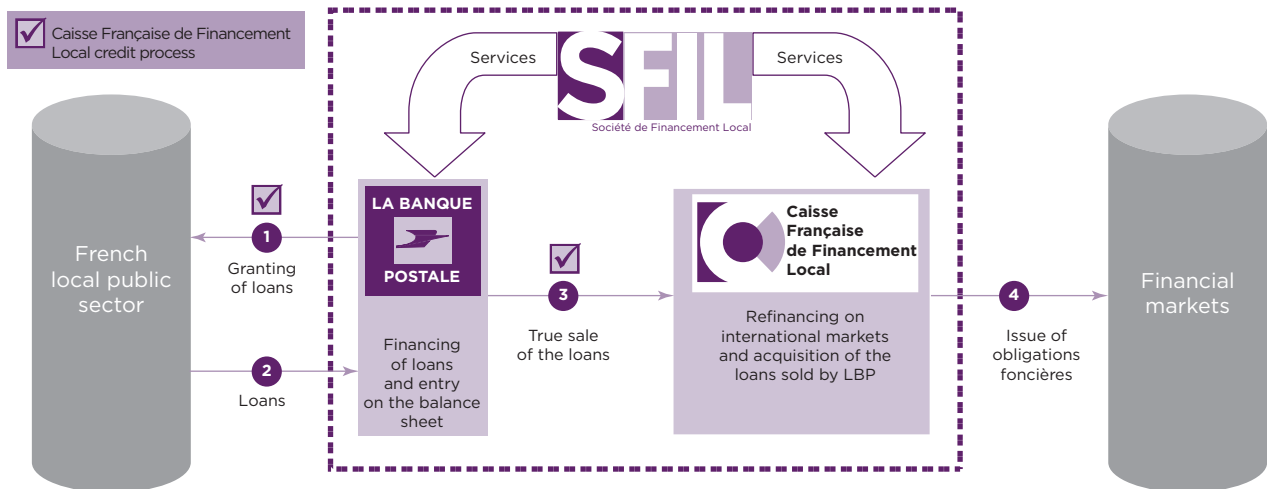 Caisse Française de Financement
Local credit process
Services
SFIL
Services
Société de Financement Local
French
local public
sector
1
Granting
of loans
2
Loans
LA BANQUE
POSTALE
Financing
of loans
and entry
on the balance
sheet
3
True sale
of the loans
Caisse
Française
de Financement
Local
Refinancing on
international markets
and acquisition of the
loans sold by LBP
4
Issue of
obligations
foncières
Financial
markets